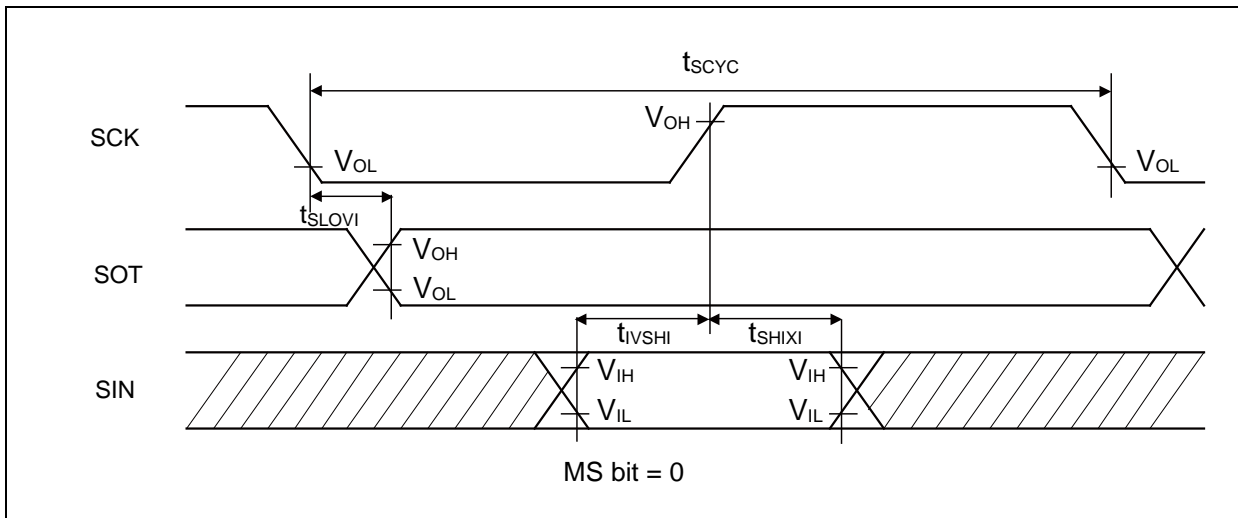 tSCYC
SCK
VOH
VOL
VOL
tSLOVI
SOT
VOH
VOL
tIVSHI
tSHIXI
SIN
VIH
VIH
VIL
VIL
MS bit = 0